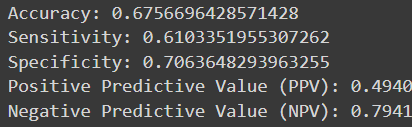 Accuracy: 0.6756696428571428
Sensitivity: 0.6103351955307262
Specificity: 0.7063648293963255
Positive Predictive Value (PPV): 0.4940
Negative Predictive Value (NPV): 0.7941